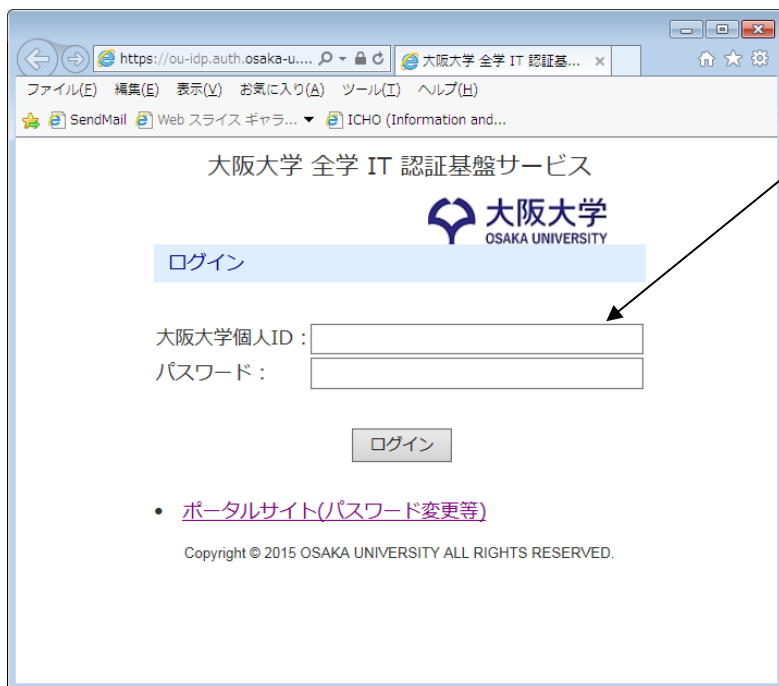 https://ou-idp.auth.osaka-u....
大阪大学 全学 IT 認証基...
ファイル(F) 編集(E) 表示(V) お気に入り(A) ツール(T) ヘルプ(H)
SendMail Web スライス ギャラ... ICHO (Information and...
大阪大学 全学 IT 認証基盤サービス
大阪大学
OSAKA UNIVERSITY
ログイン
大阪大学個人ID：
パスワード：
ログイン
• ポータルサイト(パスワード変更等)
Copyright © 2015 OSAKA UNIVERSITY ALL RIGHTS RESERVED.